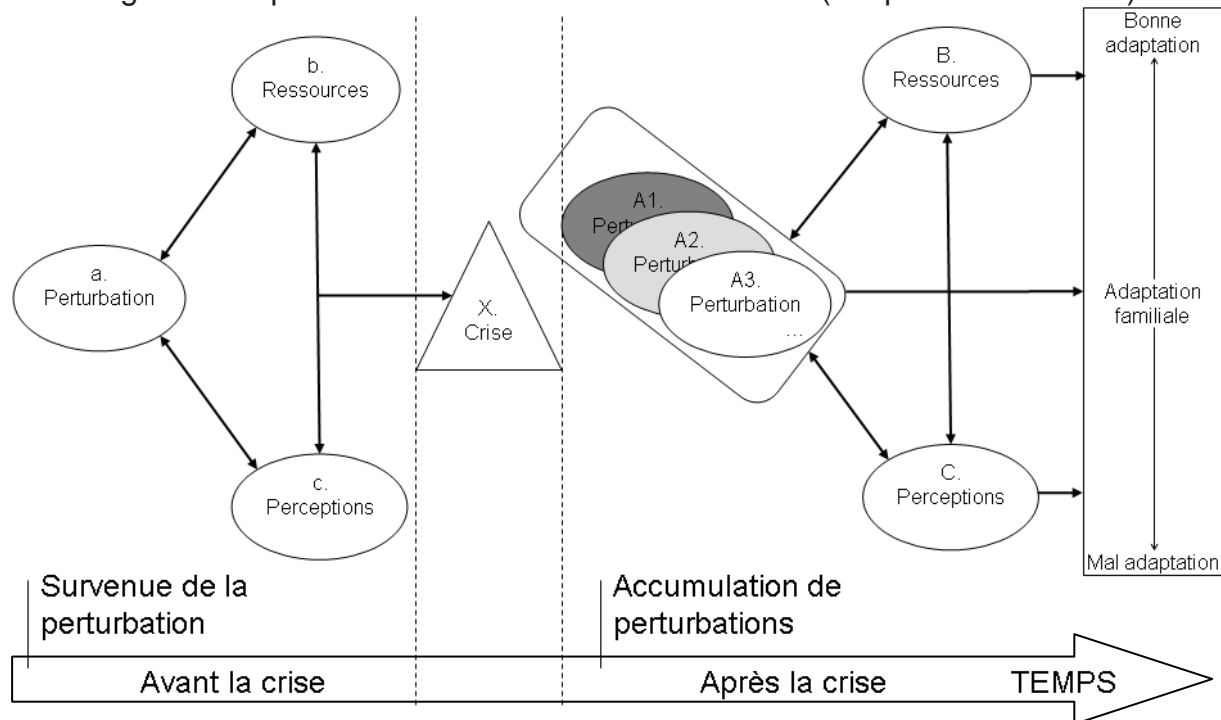 b.
Ressources
a.
Perturbation
c.
Perceptions
X.
Crise
A1.
A2.
A3.
Perturbation
...
B.
Ressources
C.
Perceptions
Bonne
adaptation
Adaptation
familiale
Mal adaptation
Survenue de la
perturbation
Accumulation de
perturbations
Avant la crise
Après la crise
TEMPS